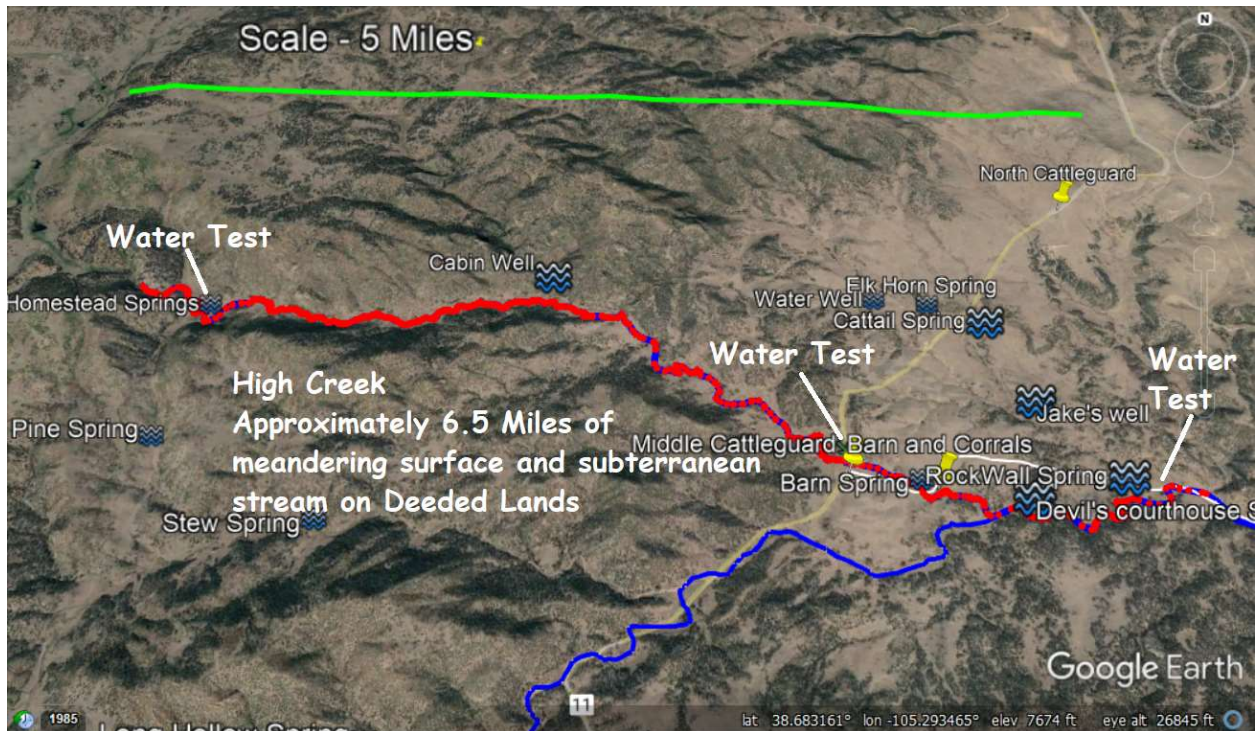 Scale - 5 Miles
N
North Cattleguard
Water Test
Cabin Well
Homestead Springs
Elk Horn Spring
Water Well
Cattail Spring
Water Test
Water
Test
High Creek
Approximately 6.5 Miles of
meandering surface and subterranean
stream on Deeded Lands
Jake's well
Pine Spring
Middle Cattleguard Barn and Corrals
Barn Spring
RockWall Spring
Devil's courthouse S
Stew Spring
Google Earth
11
1985
Long Hollow Spring
lat 38.683161° lon -105.293465° elev 7674 ft eye alt 26845 ft